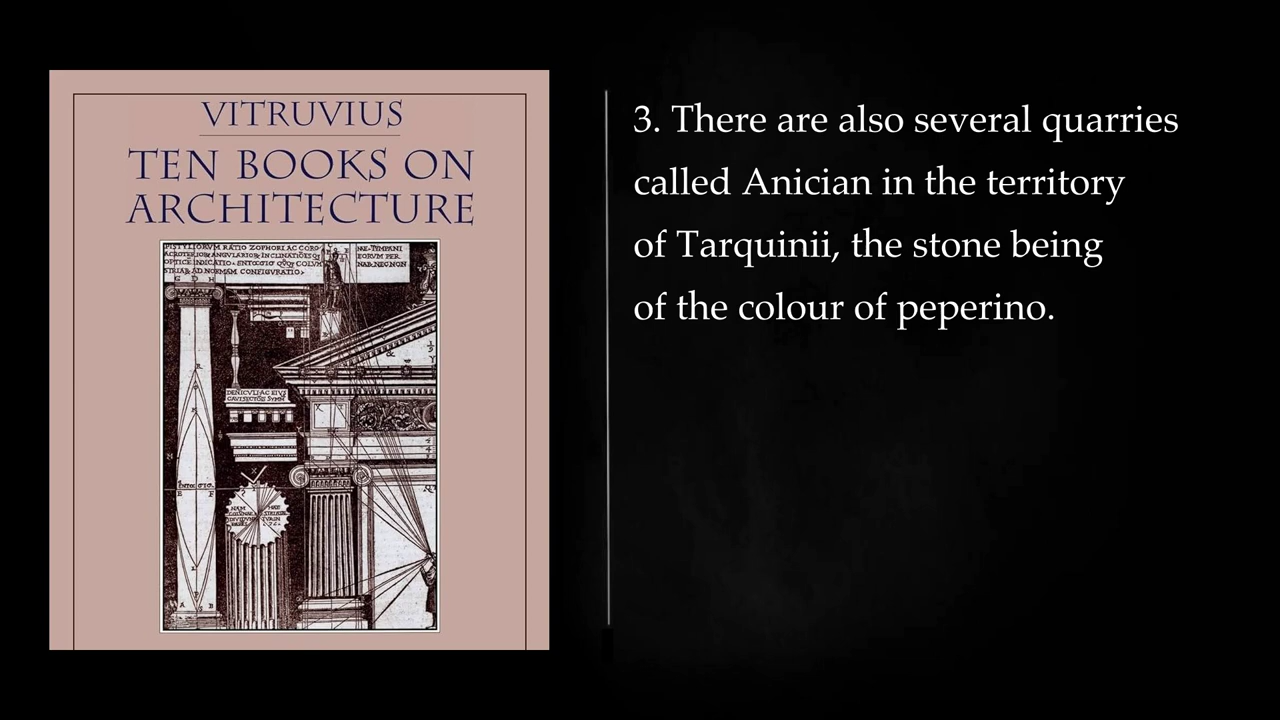 VITRUVIUS
TEN BOOKS ON
ARCHITECTURE
3. There are also several quarries
called Anician in the territory
of Tarquinii, the stone being
of the colour of peperino.